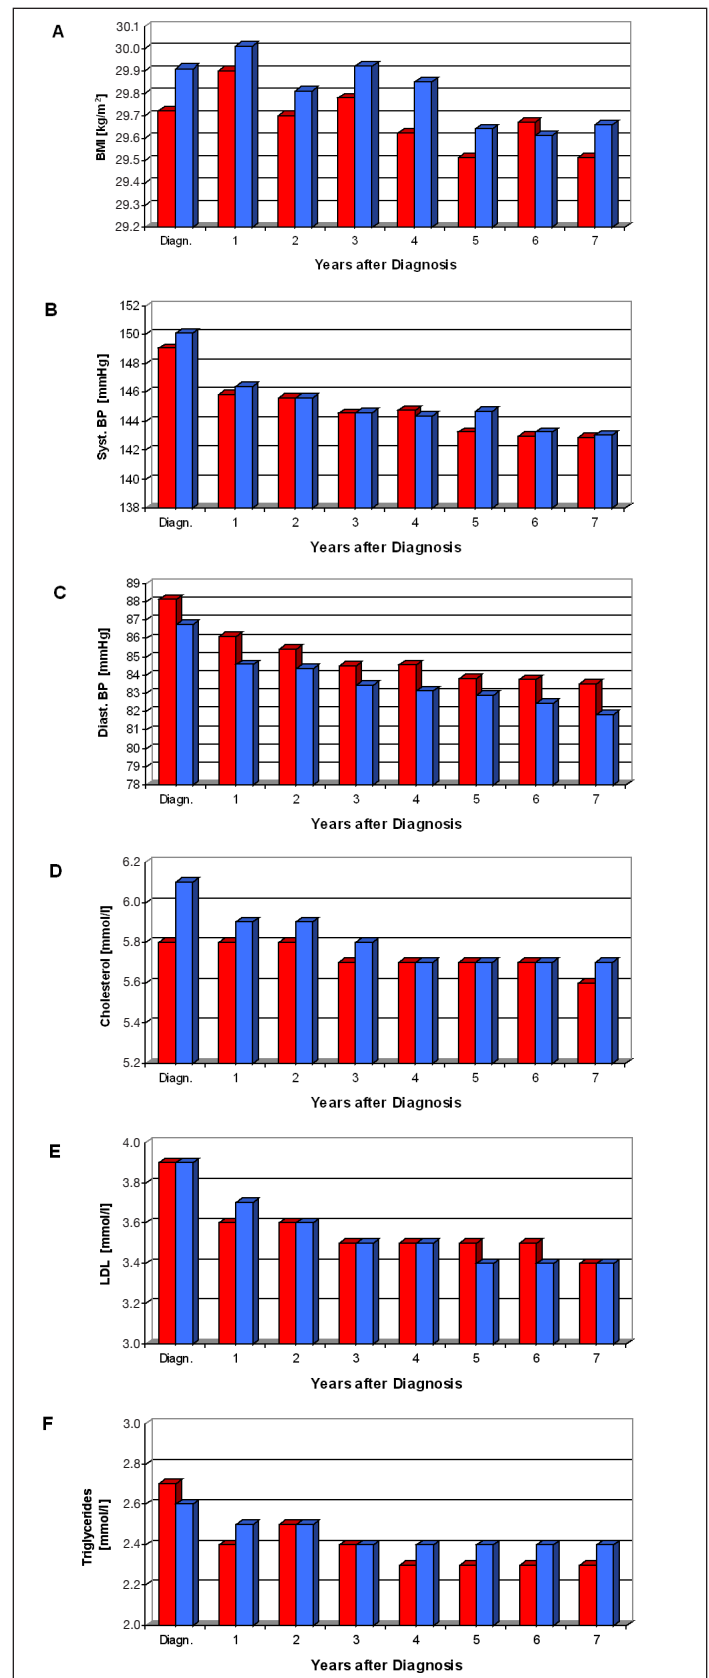 A
30.1
30.0
29.9
29.8
29.7
29.6
29.5
29.4
29.3
29.2
BMI [kg/m²]
Diagn. 1 2 3 4 5 6 7
Years after Diagnosis
B
152
150
148
146
144
142
140
138
Syst. BP [mmHg]
Diagn. 1 2 3 4 5 6 7
Years after Diagnosis
C
89
88
87
86
85
84
83
82
81
80
79
78
Diast. BP [mmHg]
Diagn. 1 2 3 4 5 6 7
Years after Diagnosis
D
6.2
6.0
5.8
5.6
5.4
5.2
Cholesterol [mmol/l]
Diagn. 1 2 3 4 5 6 7
Years after Diagnosis
E
4.0
3.8
3.6
3.4
3.2
3.0
LDL [mmol/l]
Diagn. 1 2 3 4 5 6 7
Years after Diagnosis
F
3.0
2.8
2.6
2.4
2.2
2.0
Triglycerides
[mmol/l]
Diagn. 1 2 3 4 5 6 7
Years after Diagnosis